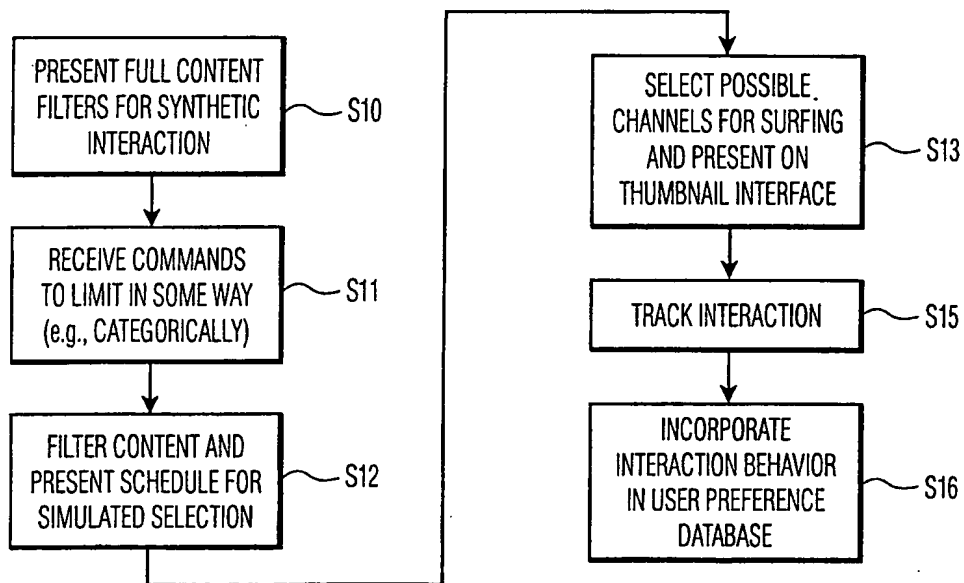 PRESENT FULL CONTENT
FILTERS FOR SYNTHETIC
INTERACTION
S10
RECEIVE COMMANDS
TO LIMIT IN SOME WAY
(e.g., CATEGORICALLY)
S11
FILTER CONTENT AND
PRESENT SCHEDULE FOR
SIMULATED SELECTION
S12
SELECT POSSIBLE
CHANNELS FOR SURFING
AND PRESENT ON
THUMBNAIL INTERFACE
S13
TRACK INTERACTION
S15
INCORPORATE
INTERACTION BEHAVIOR
IN USER PREFERENCE
DATABASE
S16